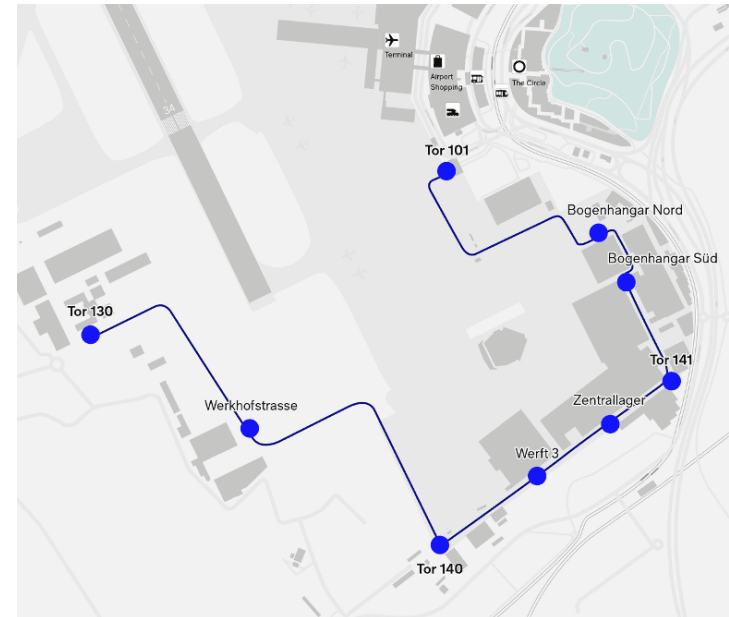 Terminal
Airport
Shopping
The Circle
34
Tor 101
Bogenhangar Nord
Bogenhangar Süd
Tor 130
Tor 141
Werkhofstrasse
Zentrallager
Werft 3
Tor 140